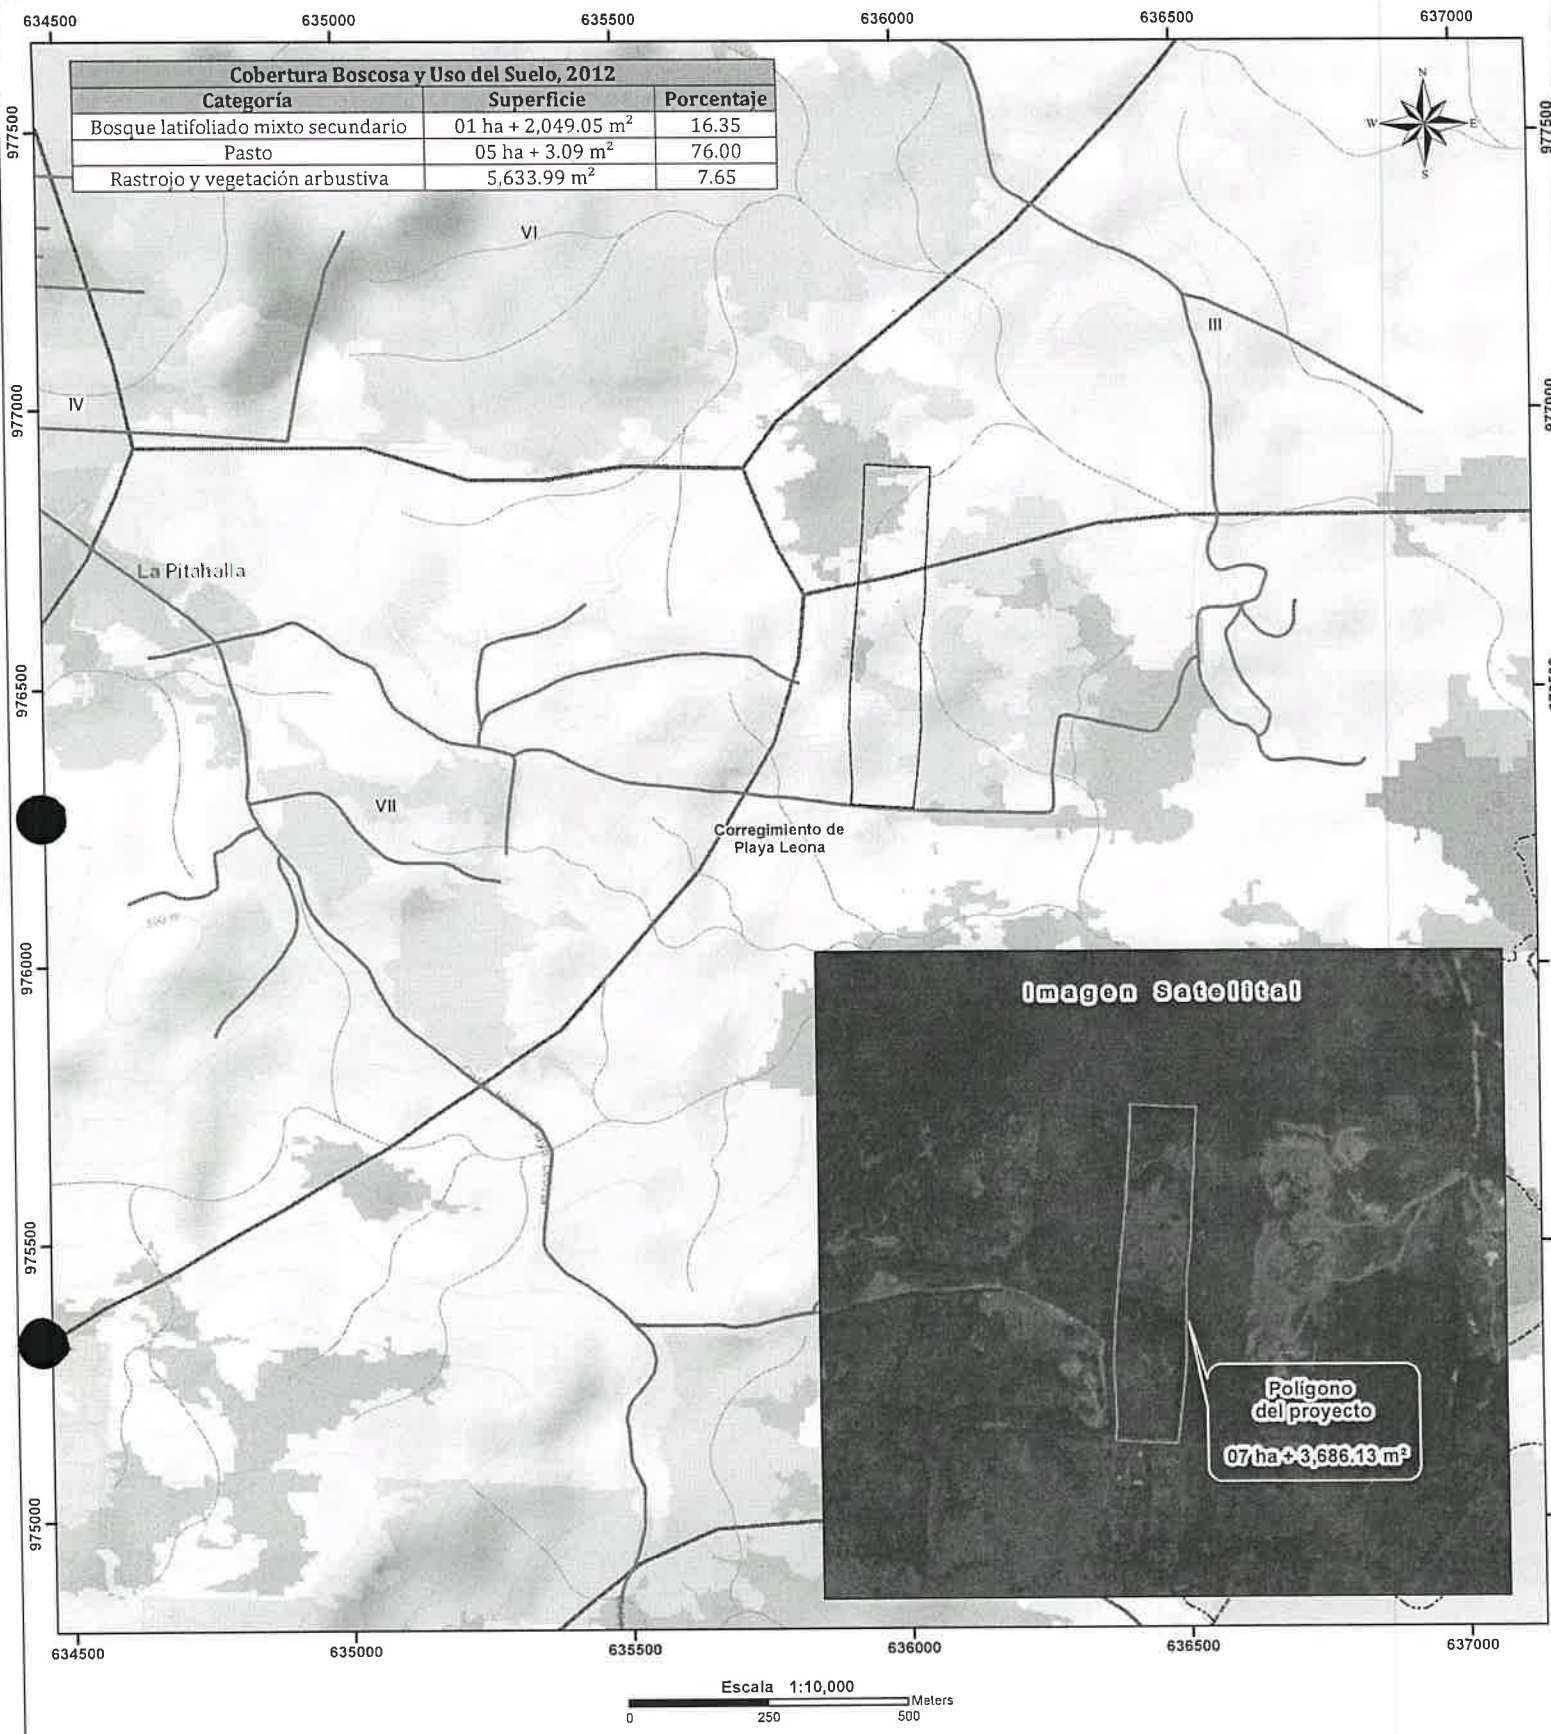 634500 635000 635500 636000 636500 637000
Cobertura Boscosa y Uso del Suelo, 2012
Categoría Superficie Porcentaje
Bosque latifoliado mixto secundario 01 ha + 2,049.05 m² 16.35
Pasto 05 ha + 3.09 m² 76.00
Rastrojo y vegetación arbustiva 5,633.99 m² 7.65
N
W E
S
977500 977500
VI
III
977000
IV
La Pitahalla
976500
VII
Corregimiento de
Playa Leona
976000
Imagen Satelital
975500
Polígono
del proyecto
07 ha + 3,686.13 m²
975000
634500 635000 635500 636000 636500 637000
Escala 1:10,000
Meters
0 250 500